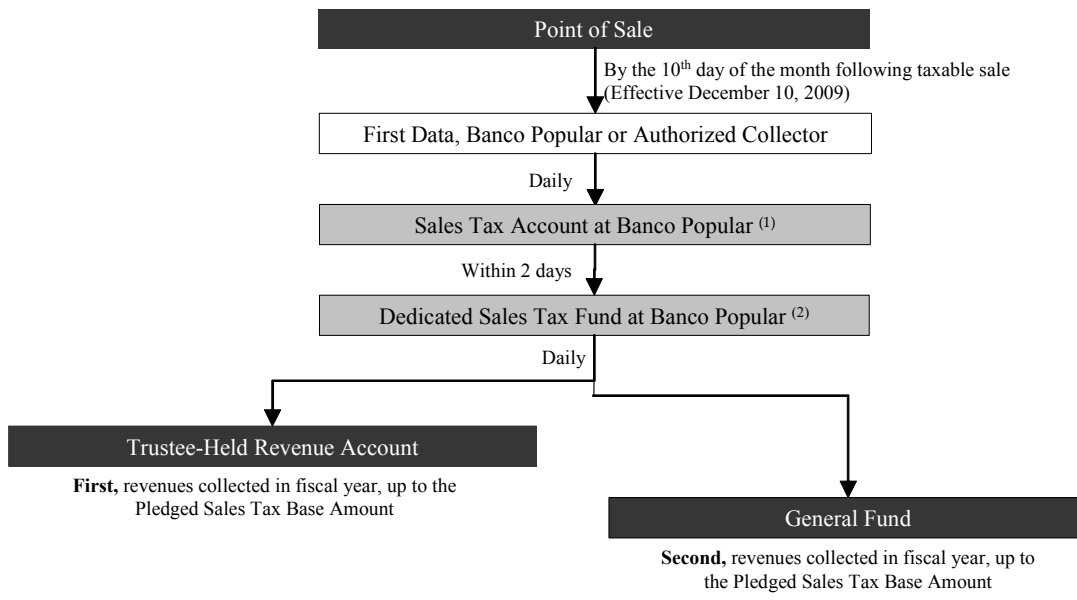 Point of Sale
By the 10th day of the month following taxable sale
(Effective December 10, 2009)
First Data, Banco Popular or Authorized Collector
Daily
Sales Tax Account at Banco Popular (1)
Within 2 days
Dedicated Sales Tax Fund at Banco Popular (2)
Daily
Trustee-Held Revenue Account
First, revenues collected in fiscal year, up to the
Pledged Sales Tax Base Amount
General Fund
Second, revenues collected in fiscal year, up to
the Pledged Sales Tax Base Amount